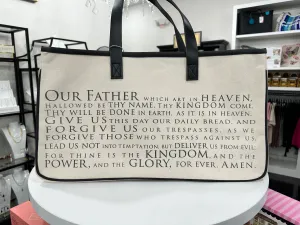 OUR FATHER WHICH ART IN HEAVEN,
HALLOWED BE THY NAME. THY KINGDOM COME.
THY WILL BE DONE IN EARTH, AS IT IS IN HEAVEN.
GIVE US THIS DAY OUR DAILY BREAD. AND
FORGIVE US OUR TRESPASSES, AS WE
FORGIVE THOSE WHO TRESPASS AGAINST US.
LEAD US NOT INTO TEMPTATION, BUT DELIVER US FROM EVIL:
FOR THINE IS THE KINGDOM, AND THE
POWER, AND THE GLORY, FOR EVER. AMEN.